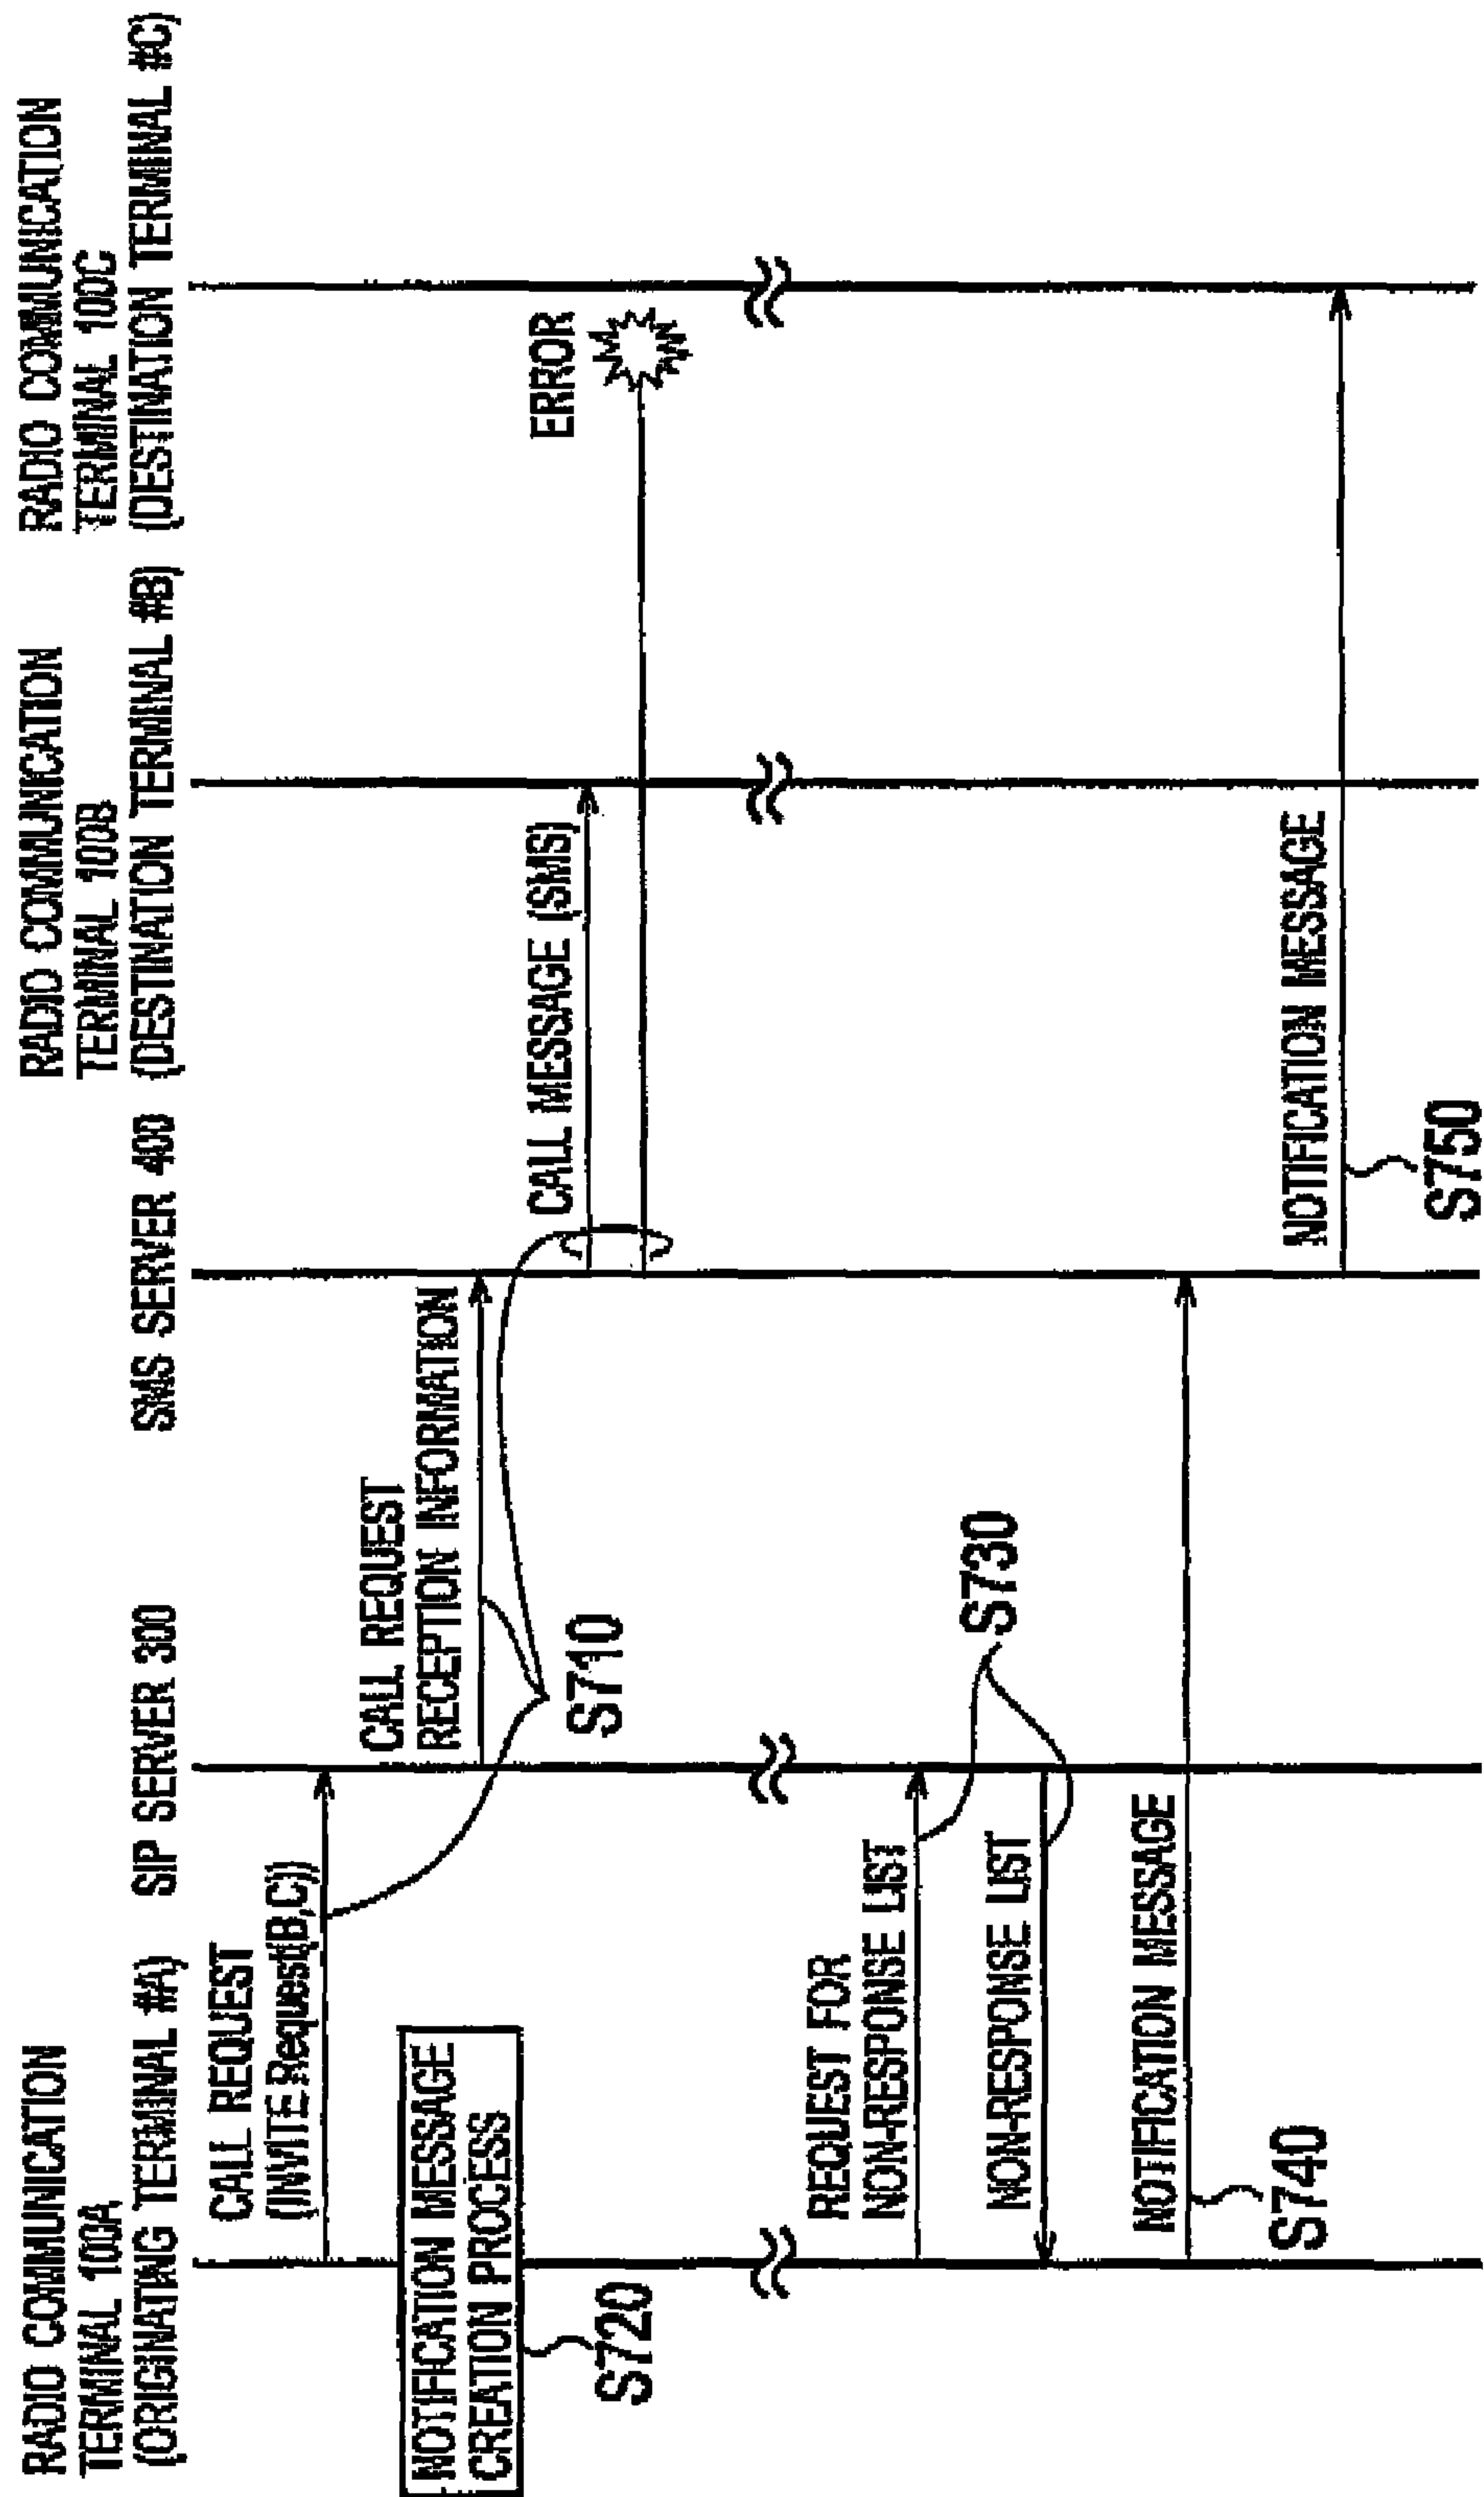 RADIO COMMUNICATION
TERMINAL 100A
(ORIGINATING TERMINAL #A)
SIP SERVER 300
SMS SERVER 400
RADIO COMMUNICATION
TERMINAL 100B
(DESTINATION TERMINAL #B)
RADIO COMMUNICATION
TERMINAL 100C
(DESTINATION TERMINAL #C)
CALL REQUEST
(INVITE Request(B,C))
CALL REQUEST
RECEPTION INFORMATION
NOTIFICATION MESSAGE
CREATION PROCESS
S720
S710
CALL MESSAGE (SMS)
ERROR
REQUEST FOR
NON-RESPONSE LIST
S730
NON-RESPONSE LIST
NOTIFICATION MESSAGE
S740
NOTIFICATION MESSAGE
S750